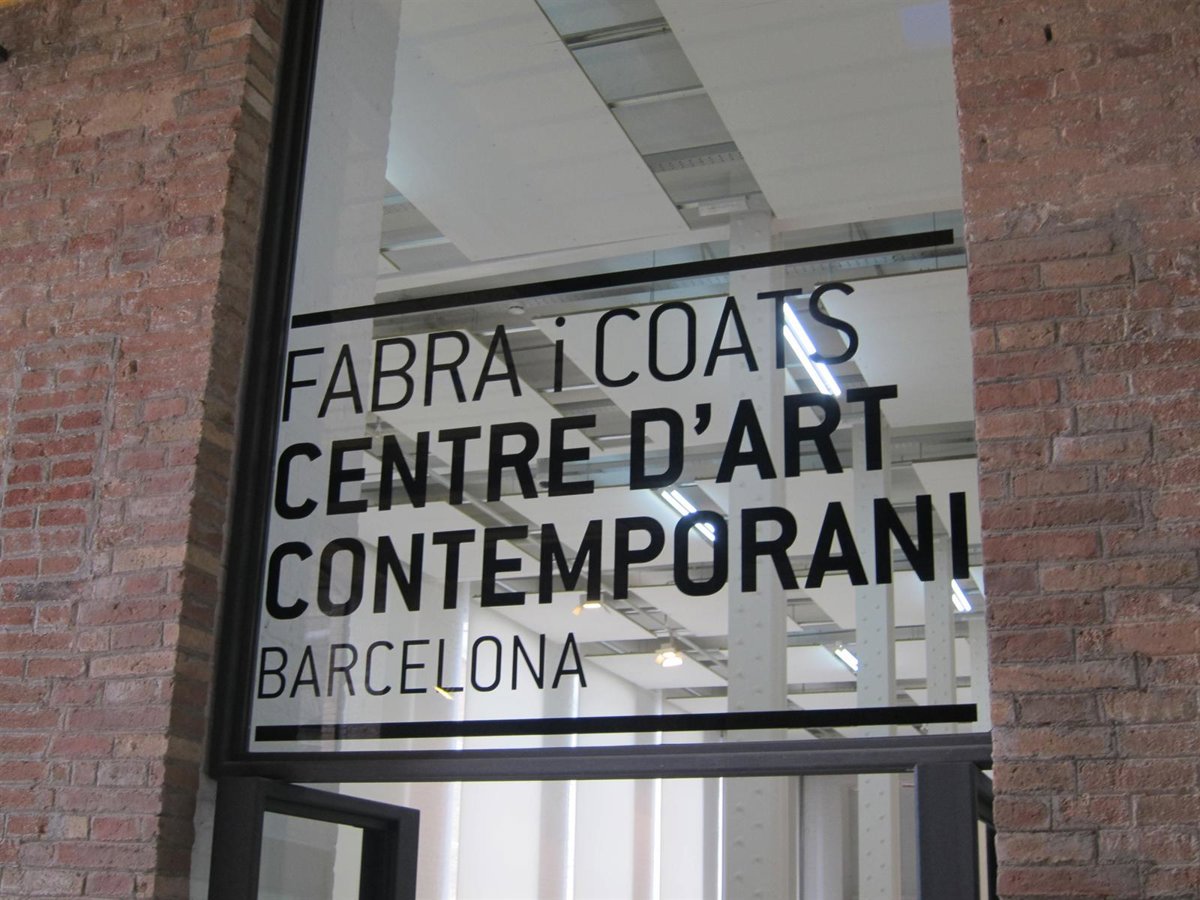 FABRA i COATS
CENTRE D'ART
CONTEMPORANI
BARCELONA